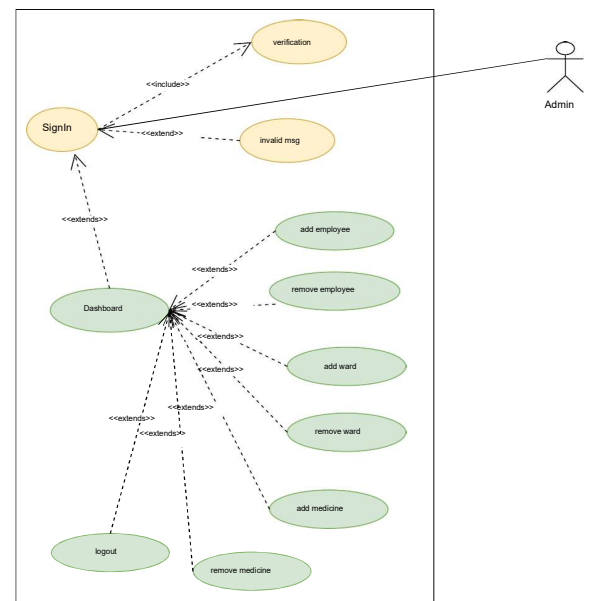 verification
<<include>>
Admin
SignIn
<<extend>>
invalid msg
<<extends>>
add employee
<<extends>>
remove employee
Dashboard
<<extends>>
<<extends>>
add ward
<<extends>>
<<extends>>
<<extends>>
remove ward
<<extends>>
add medicine
logout
remove medicine